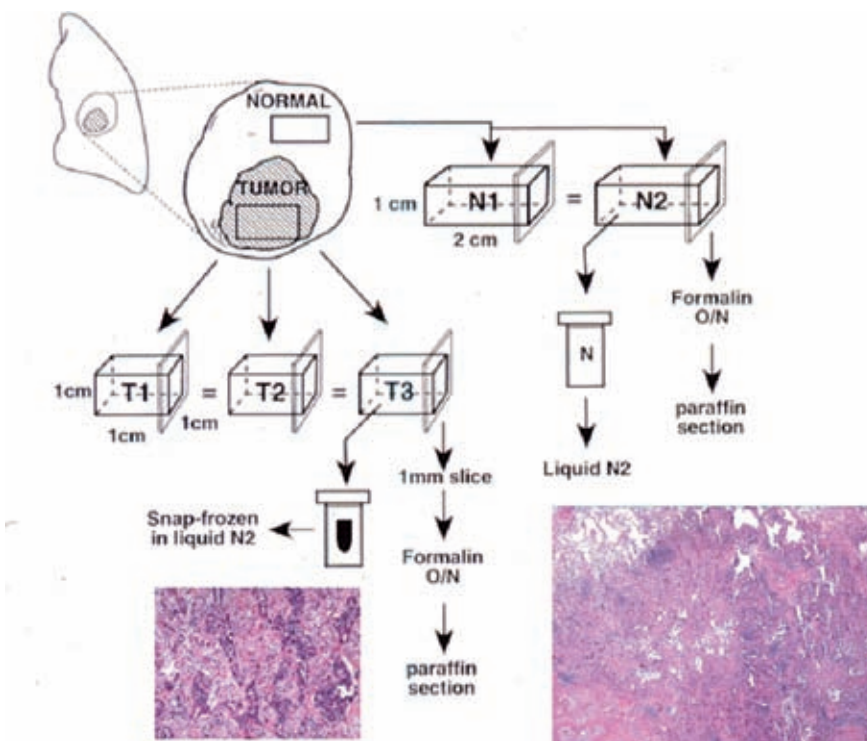 NORMAL
TUMOR
N1
=
N2
1 cm
2 cm
Formalin
O/N
N
paraffin
section
Liquid N2
T1
=
T2
=
T3
1cm
1cm
1cm
1mm slice
Snap-frozen
in liquid N2
Formalin
O/N
paraffin
section